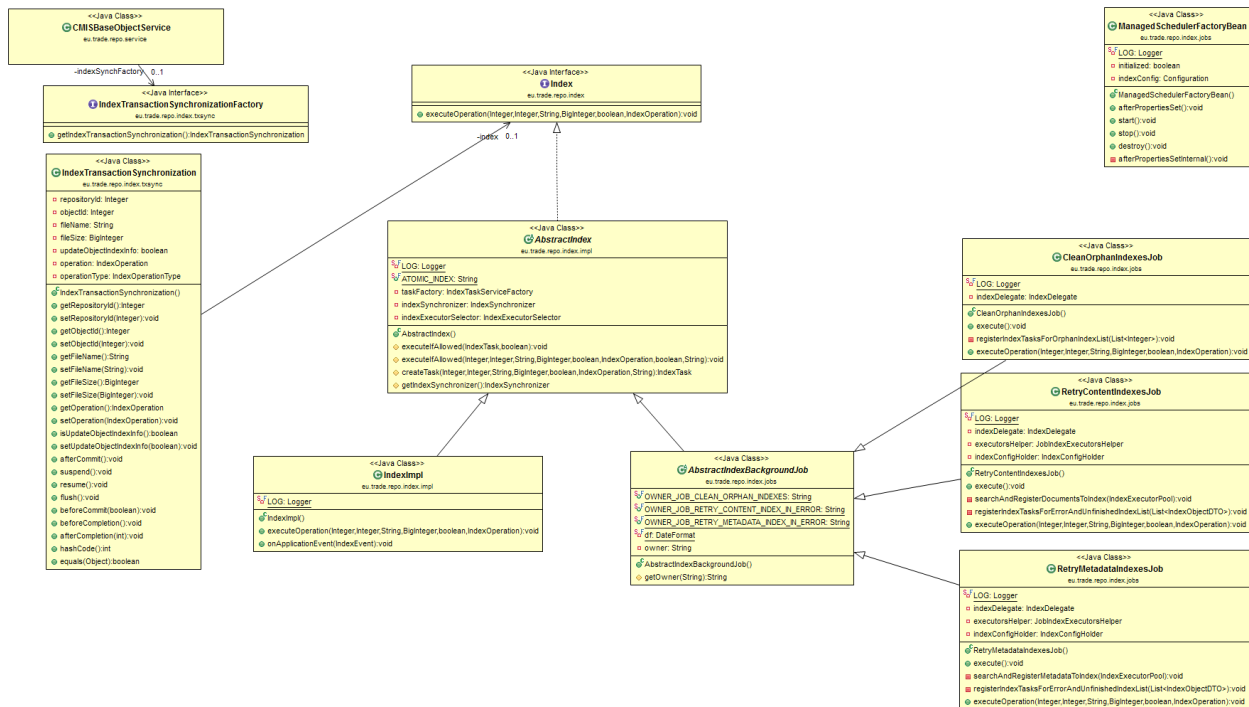 <<Java Class>>
CMISBaseObjectService
eu.trade.repo.service
-indexSynchFactory 0..1
<<Java Interface>>
IndexTransactionSynchronizationFactory
eu.trade.repo.index.txsync
getIndexTransactionSynchronization():IndexTransactionSynchronization
<<Java Class>>
IndexTransactionSynchronization
eu.trade.repo.index.txsync
repositoryId: Integer
objectId: Integer
fileName: String
fileSize: BigInteger
updateObjectIndexInfo: boolean
operation: IndexOperation
operationType: IndexOperationType
IndexTransactionSynchronization()
getRepositoryId():Integer
setRepositoryId(Integer):void
getObjectId():Integer
setObjectId(Integer):void
getFileName():String
setFileName(String):void
getFileSize():BigInteger
setFileSize(BigInteger):void
getOperation():IndexOperation
setOperation(IndexOperation):void
isUpdateObjectIndexInfo():boolean
setUpdateObjectIndexInfo(boolean):void
afterCommit():void
suspend():void
resume():void
flush():void
beforeCommit(boolean):void
beforeCompletion():void
afterCompletion(int):void
hashCode():int
equals(Object):boolean
<<Java Interface>>
Index
eu.trade.repo.index
executeOperation(Integer,Integer,String,BigInteger,boolean,IndexOperation):void
-index 0..1
<<Java Class>>
AbstractIndex
eu.trade.repo.index.impl
LOG: Logger
ATOMIC_INDEX: String
taskFactory: IndexTaskServiceFactory
indexSynchronizer: IndexSynchronizer
indexExecutorSelector: IndexExecutorSelector
AbstractIndex()
executeIfAllowed(IndexTask,boolean):void
executeIfAllowed(Integer,Integer,String,BigInteger,boolean,IndexOperation,boolean,String):void
createTask(Integer,Integer,String,BigInteger,boolean,IndexOperation,String):IndexTask
getIndexSynchronizer():IndexSynchronizer
<<Java Class>>
IndexImpl
eu.trade.repo.index.impl
LOG: Logger
IndexImpl()
executeOperation(Integer,Integer,String,BigInteger,boolean,IndexOperation):void
onApplicationEvent(IndexEvent):void
<<Java Class>>
AbstractIndexBackgroundJob
eu.trade.repo.index.jobs
OWNER_JOB_CLEAN_ORPHAN_INDEXES: String
OWNER_JOB_RETRY_CONTENT_INDEX_IN_ERROR: String
OWNER_JOB_RETRY_METADATA_INDEX_IN_ERROR: String
df: DateFormat
owner: String
AbstractIndexBackgroundJob()
getOwner(String):String
<<Java Class>>
ManagedSchedulerFactoryBean
eu.trade.repo.index.jobs
LOG: Logger
initialized: boolean
indexConfig: Configuration
ManagedSchedulerFactoryBean()
afterPropertiesSet():void
start():void
stop():void
destroy():void
afterPropertiesSetInternal():void
<<Java Class>>
CleanOrphanIndexesJob
eu.trade.repo.index.jobs
LOG: Logger
indexDelegate: IndexDelegate
CleanOrphanIndexesJob()
execute():void
registerIndexTasksForOrphanIndexList(List<Integer>):void
executeOperation(Integer,Integer,String,BigInteger,boolean,IndexOperation):void
<<Java Class>>
RetryContentIndexesJob
eu.trade.repo.index.jobs
LOG: Logger
indexDelegate: IndexDelegate
executorsHelper: JobIndexExecutorsHelper
indexConfigHolder: IndexConfigHolder
RetryContentIndexesJob()
execute():void
searchAndRegisterDocumentsToIndex(IndexExecutorPool):void
registerIndexTasksForErrorAndUnfinishedIndexList(List<IndexObjectDTO>):void
executeOperation(Integer,Integer,String,BigInteger,boolean,IndexOperation):void
<<Java Class>>
RetryMetadataIndexesJob
eu.trade.repo.index.jobs
LOG: Logger
indexDelegate: IndexDelegate
executorsHelper: JobIndexExecutorsHelper
indexConfigHolder: IndexConfigHolder
RetryMetadataIndexesJob()
execute():void
searchAndRegisterMetadataToIndex(IndexExecutorPool):void
registerIndexTasksForErrorAndUnfinishedIndexList(List<IndexObjectDTO>):void
executeOperation(Integer,Integer,String,BigInteger,boolean,IndexOperation):void